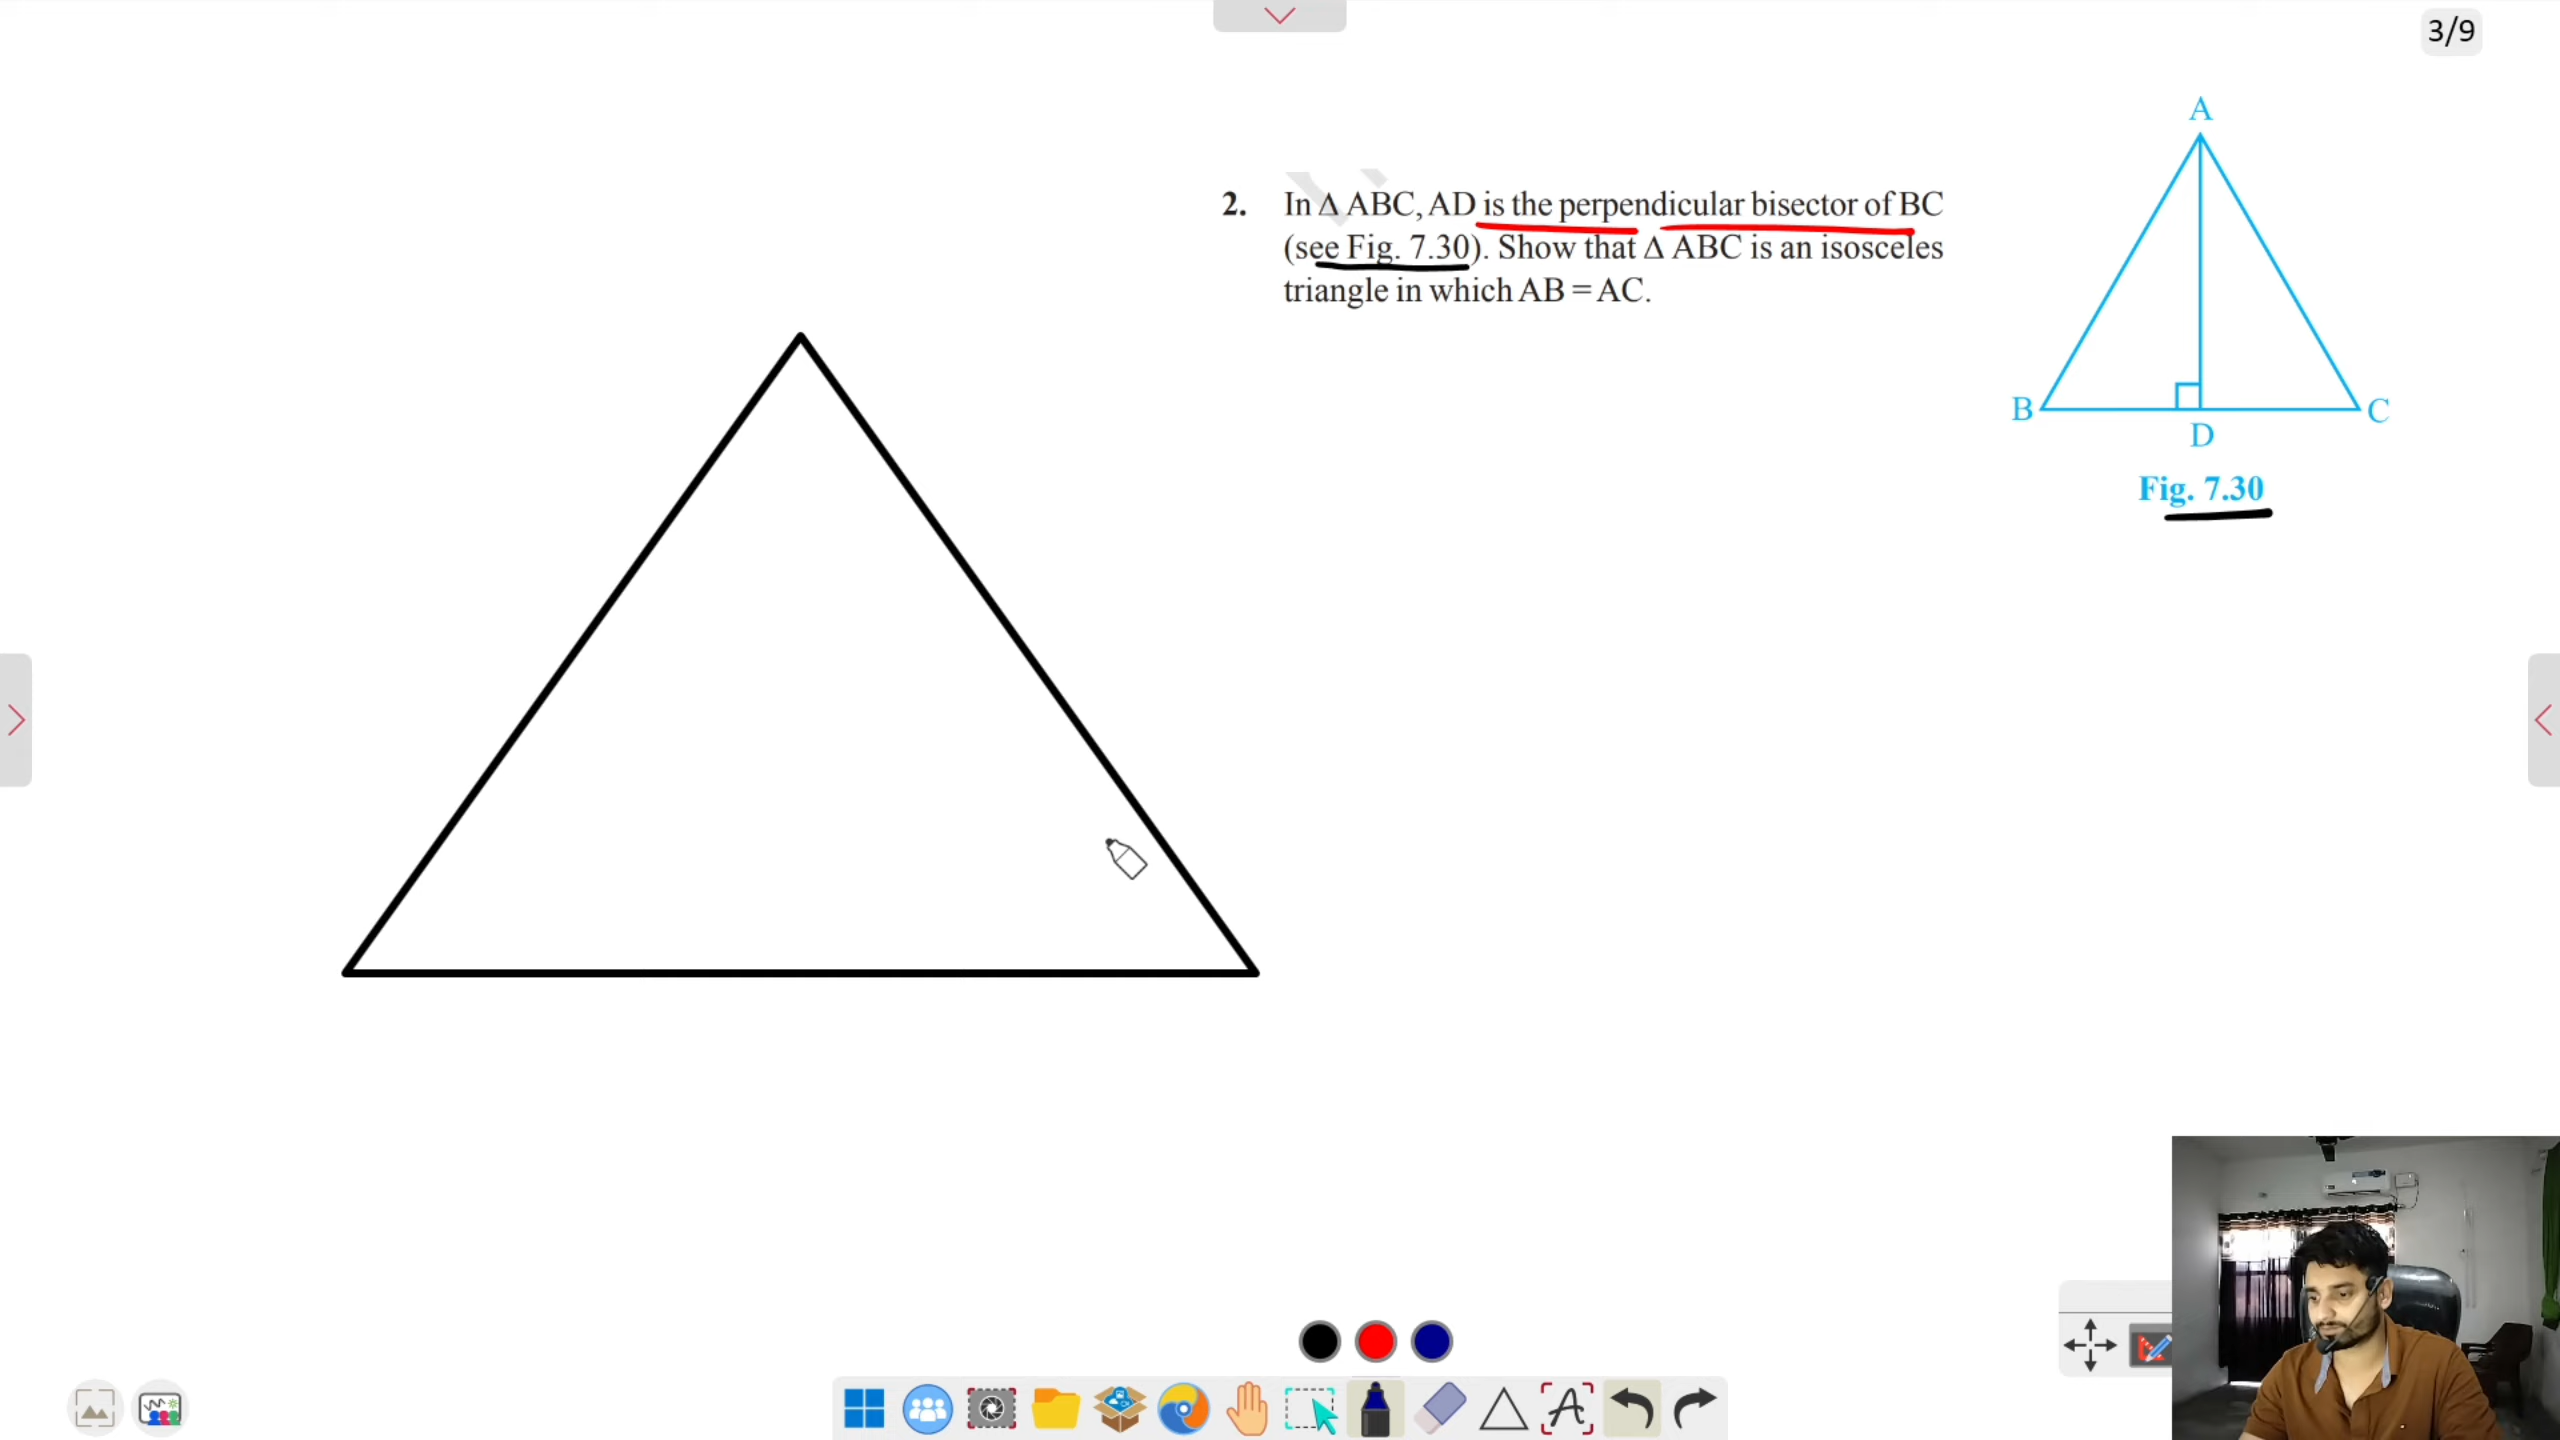 3/9
2. In Δ ABC, AD is the perpendicular bisector of BC
(see Fig. 7.30). Show that Δ ABC is an isosceles
triangle in which AB = AC.
A
B
C
D
Fig. 7.30